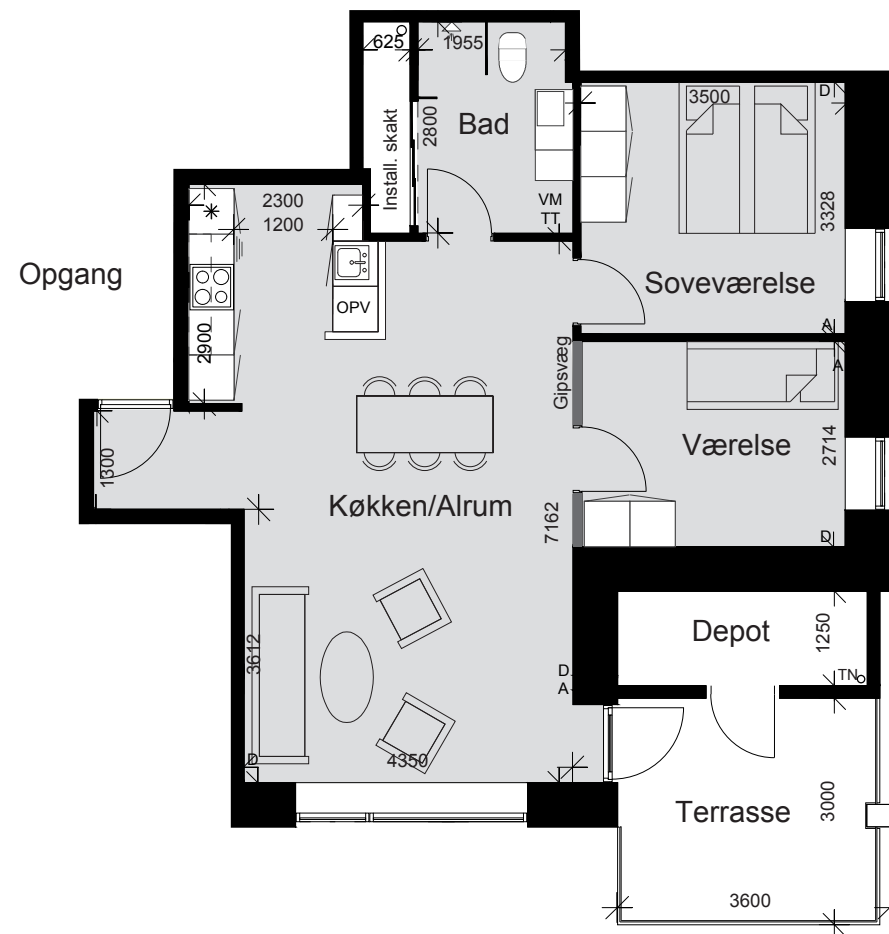 625
1955
Install. skakt
2800
Bad
VM
TT
3500
D
3328
Soveværelse
A
2300
1200
OPV
2900
Opgang
Gipsvæg
A
Værelse
2714
D
1300
Køkken/Alrum
7162
3612
D
A
D
4350
Depot
1250
TN
Terrasse
3000
3600